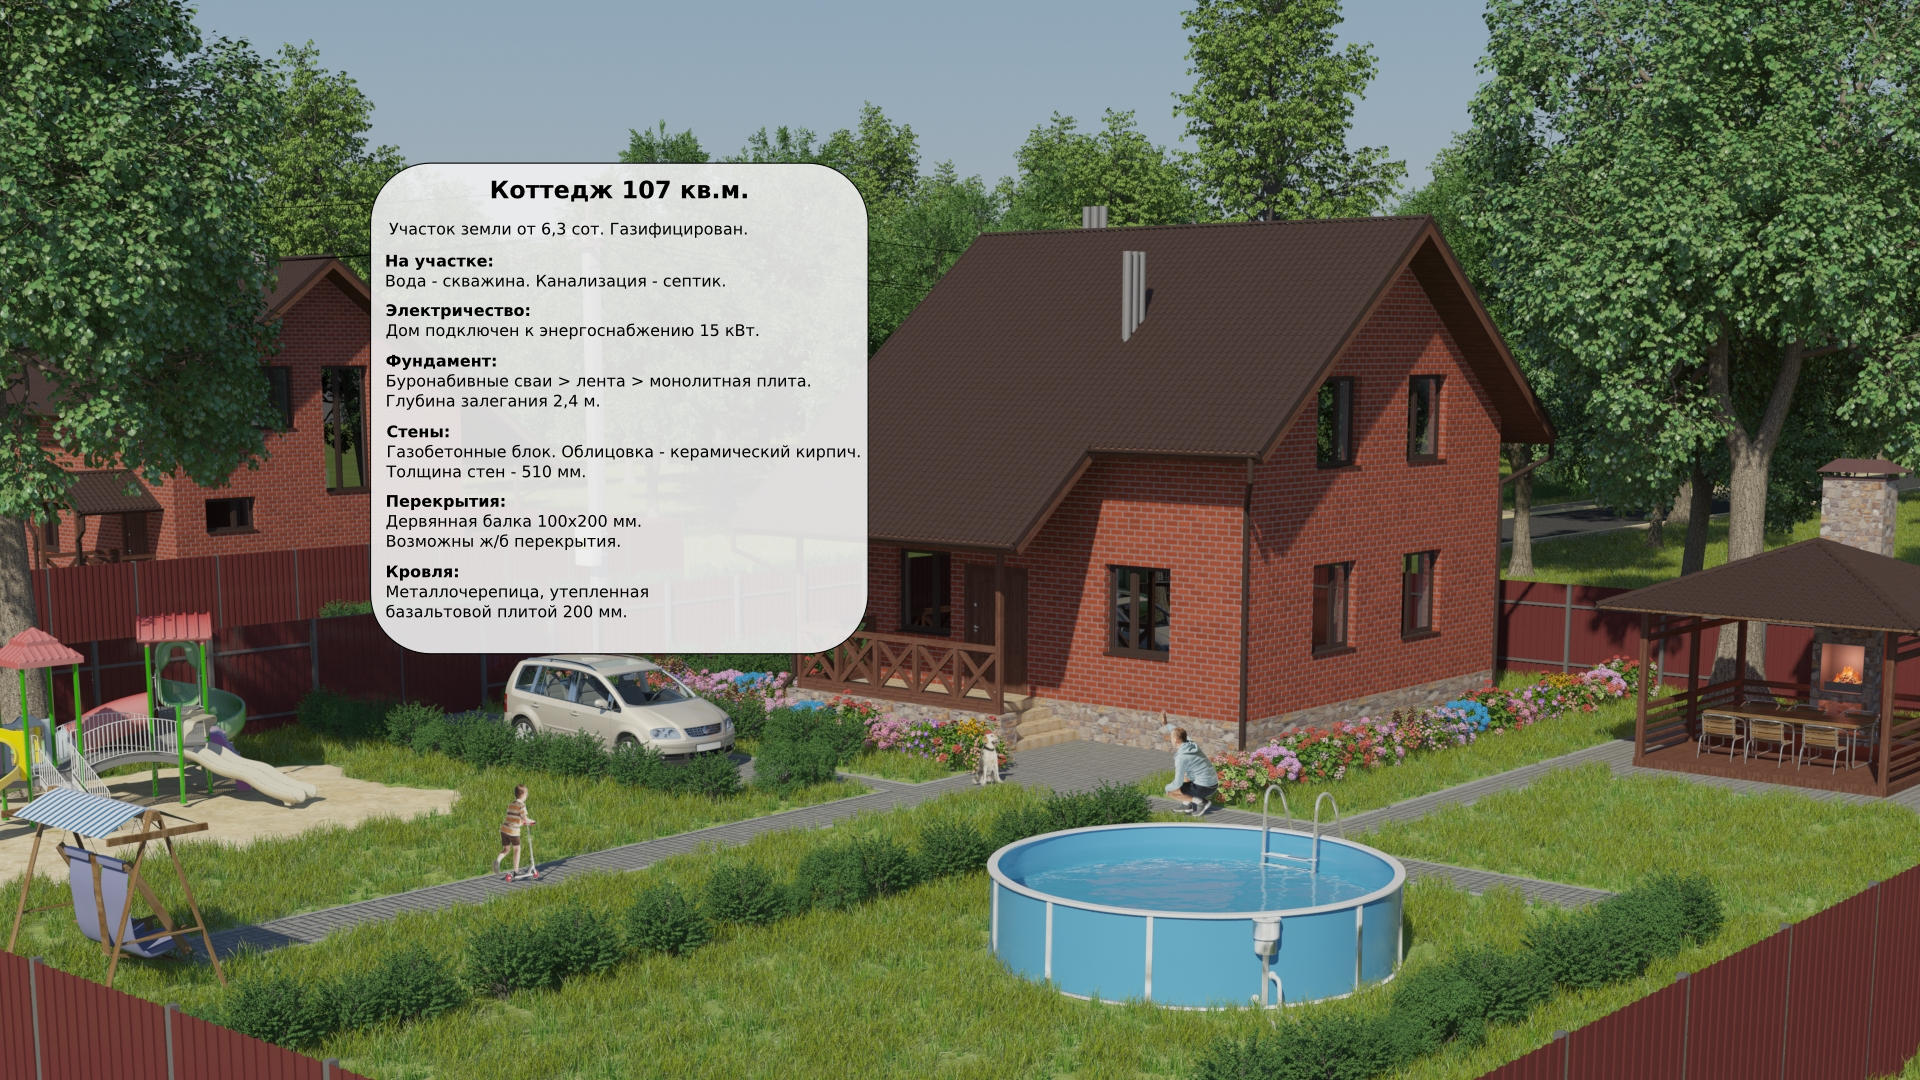 Коттедж 107 кв.м.
Участок земли от 6,3 сот. Газифицирован.
На участке:
Вода - скважина. Канализация - септик.
Электричество:
Дом подключен к энергоснабжению 15 кВт.
Фундамент:
Буронабивные сваи > лента > монолитная плита.
Глубина залегания 2,4 м.
Стены:
Газобетонные блок. Облицовка - керамический кирпич.
Толщина стен - 510 мм.
Перекрытия:
Дервянная балка 100х200 мм.
Возможны ж/б перекрытия.
Кровля:
Металлочерепица, утепленная
базальтовой плитой 200 мм.